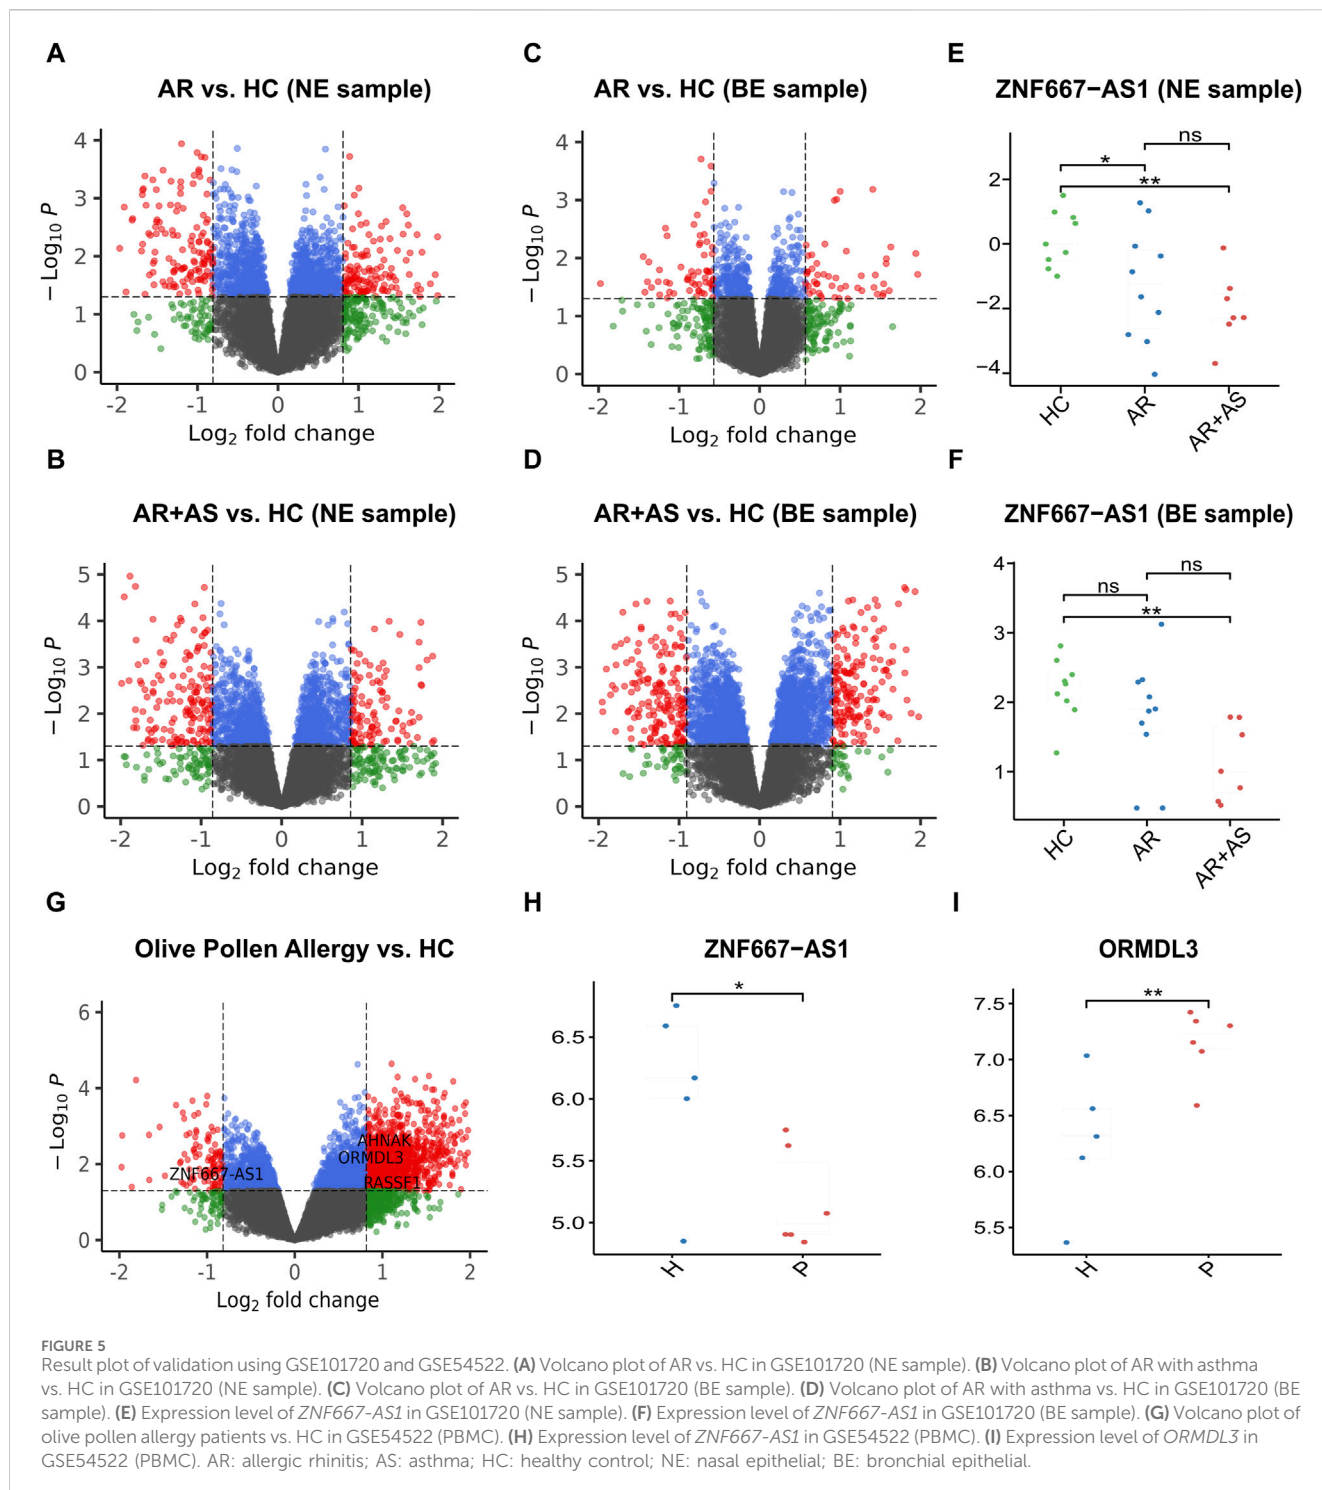 A
AR vs. HC (NE sample)
4
3
2
1
0
− Log10 P
-2 -1 0 1 2
Log2 fold change
C
AR vs. HC (BE sample)
4
3
2
1
0
− Log10 P
-2 -1 0 1 2
Log2 fold change
E
ZNF667−AS1 (NE sample)
ns
*
**
2
0
−2
−4
HC AR AR+AS
B
AR+AS vs. HC (NE sample)
5
4
3
2
1
0
− Log10 P
-2 -1 0 1 2
Log2 fold change
D
AR+AS vs. HC (BE sample)
5
4
3
2
1
0
− Log10 P
-2 -1 0 1 2
Log2 fold change
F
ZNF667−AS1 (BE sample)
4
ns
ns
**
3
2
1
HC AR AR+AS
G
Olive Pollen Allergy vs. HC
6
5
4
3
2
1
0
− Log10 P
AHNAK
ORMDL3
ZNF667-AS1
RASSF1
-2 -1 0 1 2
Log2 fold change
H
ZNF667−AS1
*
6.5
6.0
5.5
5.0
H P
I
ORMDL3
**
7.5
7.0
6.5
6.0
5.5
H P
FIGURE 5
Result plot of validation using GSE101720 and GSE54522. (A) Volcano plot of AR vs. HC in GSE101720 (NE sample). (B) Volcano plot of AR with asthma
vs. HC in GSE101720 (NE sample). (C) Volcano plot of AR vs. HC in GSE101720 (BE sample). (D) Volcano plot of AR with asthma vs. HC in GSE101720 (BE
sample). (E) Expression level of ZNF667-AS1 in GSE101720 (NE sample). (F) Expression level of ZNF667-AS1 in GSE101720 (BE sample). (G) Volcano plot of
olive pollen allergy patients vs. HC in GSE54522 (PBMC). (H) Expression level of ZNF667-AS1 in GSE54522 (PBMC). (I) Expression level of ORMDL3 in
GSE54522 (PBMC). AR: allergic rhinitis; AS: asthma; HC: healthy control; NE: nasal epithelial; BE: bronchial epithelial.